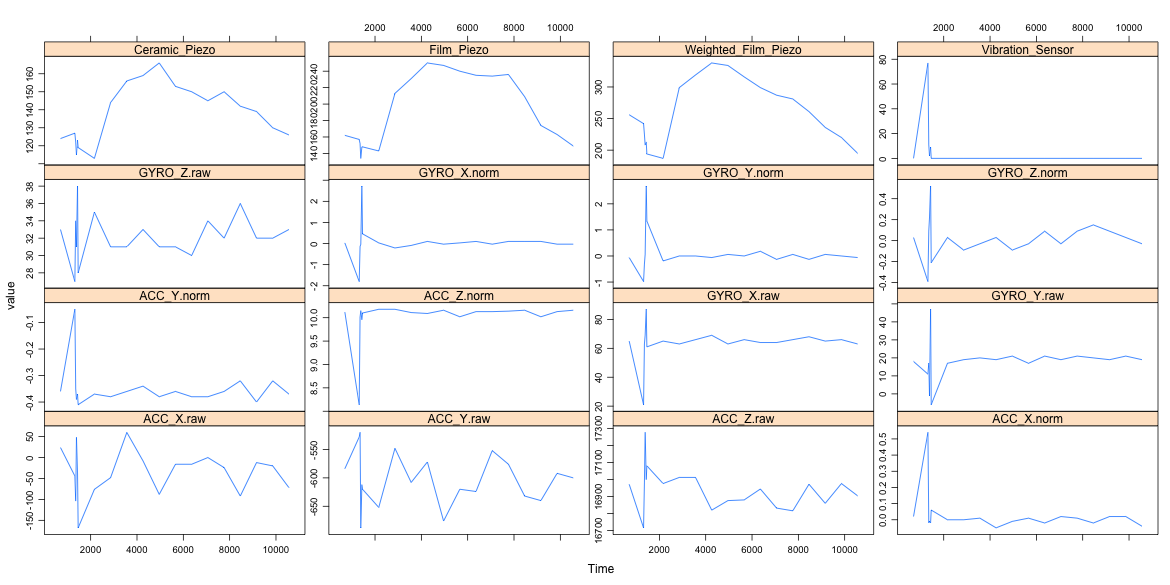 2000 4000 6000 8000 10000 2000 4000 6000 8000 10000
Ceramic_Piezo Film_Piezo Weighted_Film_Piezo Vibration_Sensor
120 130 140 150 160
140 160 180 200 220 240
200 250 300
0 20 40 60 80
GYRO_Z.raw GYRO_X.norm GYRO_Y.norm GYRO_Z.norm
28 30 32 34 36 38
-2 -1 0 1 2
-1 0 1 2
-0.4 -0.2 0.0 0.2 0.4
value
ACC_Y.norm ACC_Z.norm GYRO_X.raw GYRO_Y.raw
-0.4 -0.3 -0.2 -0.1
8.5 9.0 9.5 10.0
20 40 60 80
0 10 20 30 40
ACC_X.raw ACC_Y.raw ACC_Z.raw ACC_X.norm
-150 -100 -50 0 50
-650 -600 -550
16700 16900 17100 17300
0.0 0.1 0.2 0.3 0.4 0.5
2000 4000 6000 8000 10000 2000 4000 6000 8000 10000
Time